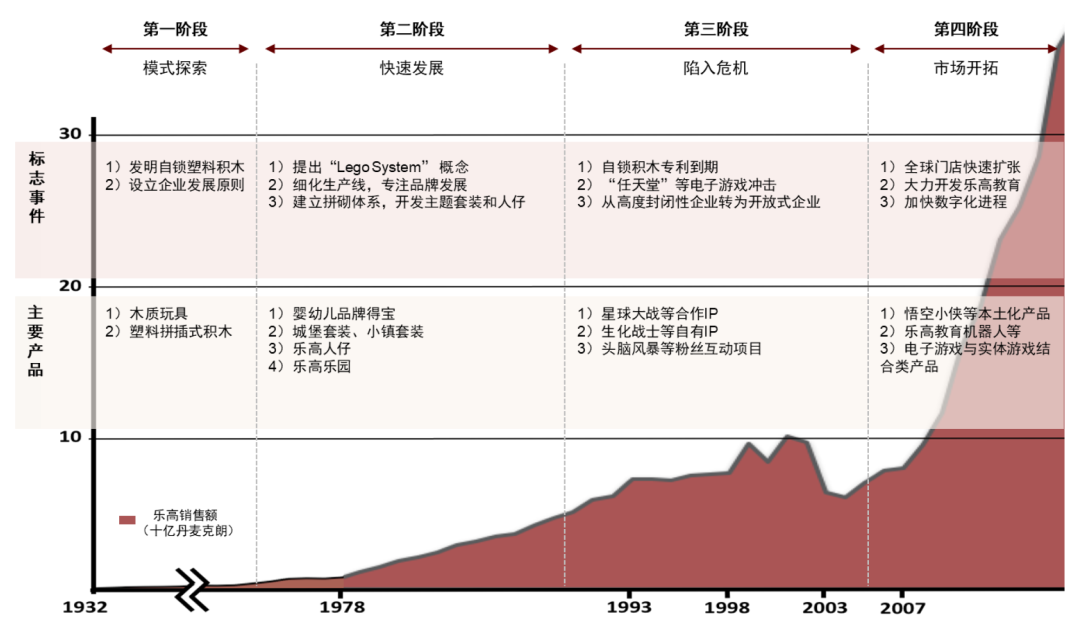 第一阶段 第二阶段 第三阶段 第四阶段
模式探索 快速发展 陷入危机 市场开拓
30
标志事件
1）发明自锁塑料积木
2）设立企业发展原则
1）提出“Lego System” 概念
2）细化生产线，专注品牌发展
3）建立拼砌体系，开发主题套装和人仔
1）自锁积木专利到期
2）“任天堂”等电子游戏冲击
3）从高度封闭性企业转为开放式企业
1）全球门店快速扩张
2）大力开发乐高教育
3）加快数字化进程
20
主要产品
1）木质玩具
2）塑料拼插式积木
1）婴幼儿品牌得宝
2）城堡套装、小镇套装
3）乐高人仔
4）乐高乐园
1）星球大战等合作IP
2）生化战士等自有IP
3）头脑风暴等粉丝互动项目
1）悟空小侠等本土化产品
2）乐高教育机器人等
3）电子游戏与实体游戏结
合类产品
10
乐高销售额
（十亿丹麦克朗）
1932 1978 1993 1998 2003 2007